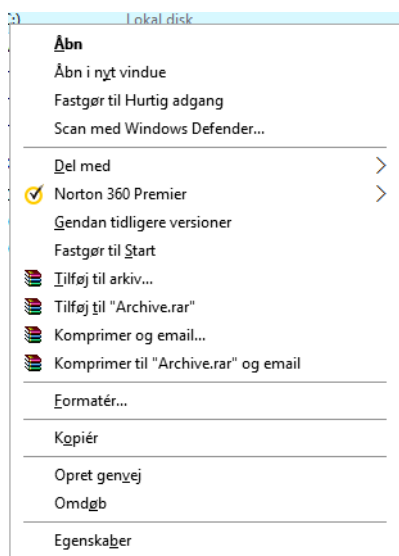 :) Lokal disk
Åbn
Åbn i nyt vindue
Fastgør til Hurtig adgang
Scan med Windows Defender...
Del med
Norton 360 Premier
Gendan tidligere versioner
Fastgør til Start
Tilføj til arkiv...
Tilføj til "Archive.rar"
Komprimer og email...
Komprimer til "Archive.rar" og email
Formatér...
Kopiér
Opret genvej
Omdøb
Egenskaber